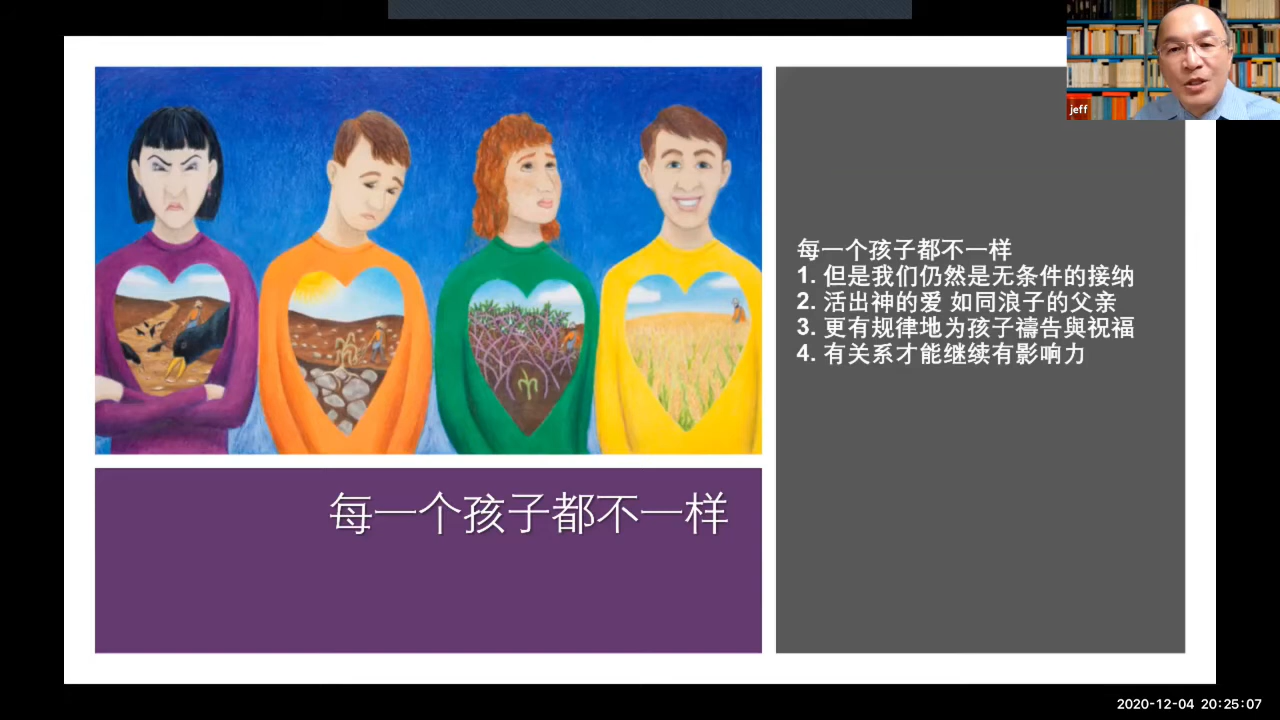 jeff
每一个孩子都不一样
1. 但是我们仍然是无条件的接纳
2. 活出神的爱 如同浪子的父亲
3. 更有规律地为孩子禱告與祝福
4. 有关系才能继续有影响力
每一个孩子都不一样
2020-12-04 20:25:07